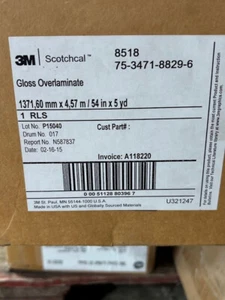 3M Scotchcal™ 8518
75-3471-8829-6
Gloss Overlaminate
1371,60 mm x 4,57 m / 54 in x 5 yd
1 RLS
Lot No: P15040 Cust Part#:
Drum No: 017
Report No: N587837
Date: 02-16-15 Invoice: A118220
0 00 51128 80396 7
3M St. Paul, MN 55144-1000 U.S.A.
Made in USA with US and Globally Sourced Materials U321247